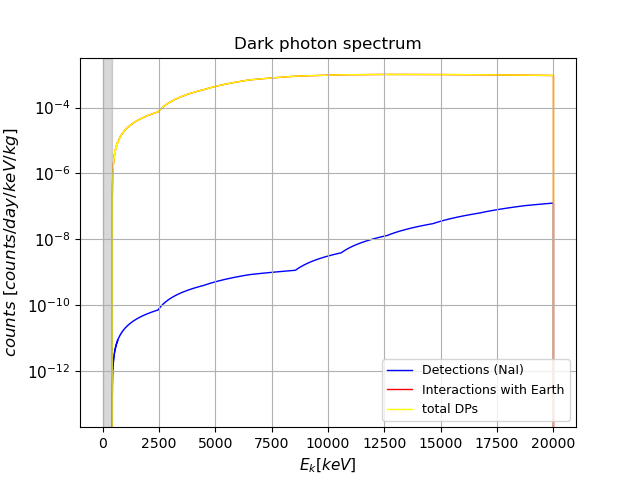 Dark photon spectrum
counts [counts/day/keV/kg]
10⁻⁴
10⁻⁶
10⁻⁸
10⁻¹⁰
10⁻¹²
Detections (NaI)
Interactions with Earth
total DPs
0 2500 5000 7500 10000 12500 15000 17500 20000
Eₖ[keV]